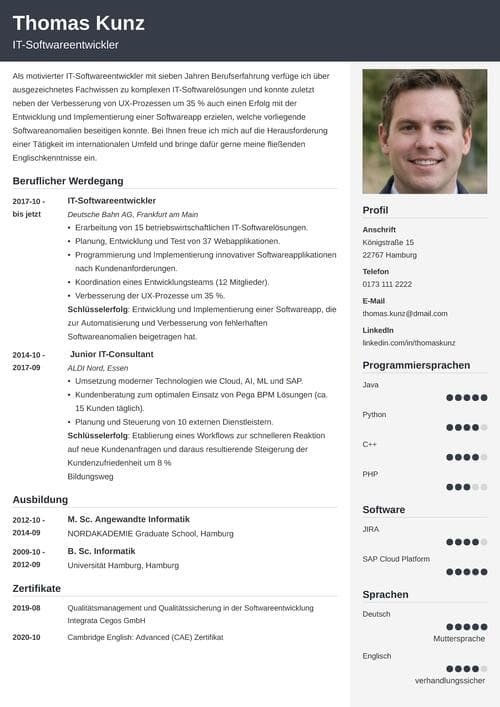 Thomas Kunz
IT-Softwareentwickler
Als motivierter IT-Softwareentwickler mit sieben Jahren Berufserfahrung verfüge ich über
ausgezeichnetes Fachwissen zu komplexen IT-Softwarelösungen und konnte zuletzt
neben der Verbesserung von UX-Prozessen um 35 % auch einen Erfolg mit der
Entwicklung und Implementierung einer Softwareapp erzielen, welche vorliegende
Softwareanomalien beseitigen konnte. Bei Ihnen freue ich mich auf die Herausforderung
einer Tätigkeit im internationalen Umfeld und bringe dafür gerne meine fließenden
Englischkenntnisse ein.
Beruflicher Werdegang
2017-10 -
bis jetzt
IT-Softwareentwickler
Deutsche Bahn AG, Frankfurt am Main
• Erarbeitung von 15 betriebswirtschaftlichen IT-Softwarelösungen.
• Planung, Entwicklung und Test von 37 Webapplikationen.
• Programmierung und Implementierung innovativer Softwareapplikationen
nach Kundenanforderungen.
• Koordination eines Entwicklungsteams (12 Mitglieder).
• Verbesserung der UX-Prozesse um 35 %.
Schlüsselerfolg: Entwicklung und Implementierung einer Softwareapp, die
zur Automatisierung und Verbesserung von fehlerhaften
Softwareanomalien beigetragen hat.
2014-10 -
2017-09
Junior IT-Consultant
ALDI Nord, Essen
• Umsetzung moderner Technologien wie Cloud, AI, ML und SAP.
• Kundenberatung zum optimalen Einsatz von Pega BPM Lösungen (ca.
15 Kunden täglich).
• Planung und Steuerung von 10 externen Dienstleistern.
Schlüsselerfolg: Etablierung eines Workflows zur schnelleren Reaktion
auf neue Kundenanfragen und daraus resultierende Steigerung der
Kundenzufriedenheit um 8 %
Bildungsweg
Ausbildung
2012-10 -
2014-09
M. Sc. Angewandte Informatik
NORDAKADEMIE Graduate School, Hamburg
2009-10 -
2012-09
B. Sc. Informatik
Universität Hamburg, Hamburg
Zertifikate
2019-08
Qualitätsmanagement und Qualitätssicherung in der Softwareentwicklung
Integrata Cegos GmbH
2020-10
Cambridge English: Advanced (CAE) Zertifikat
Profil
Anschrift
Königstraße 15
22767 Hamburg
Telefon
0173 111 2222
E-Mail
thomas.kunz@dmail.com
LinkedIn
linkedin.com/in/thomaskunz
Programmiersprachen
Java
Python
C++
PHP
Software
JIRA
SAP Cloud Platform
Sprachen
Deutsch
Muttersprache
Englisch
verhandlungssicher